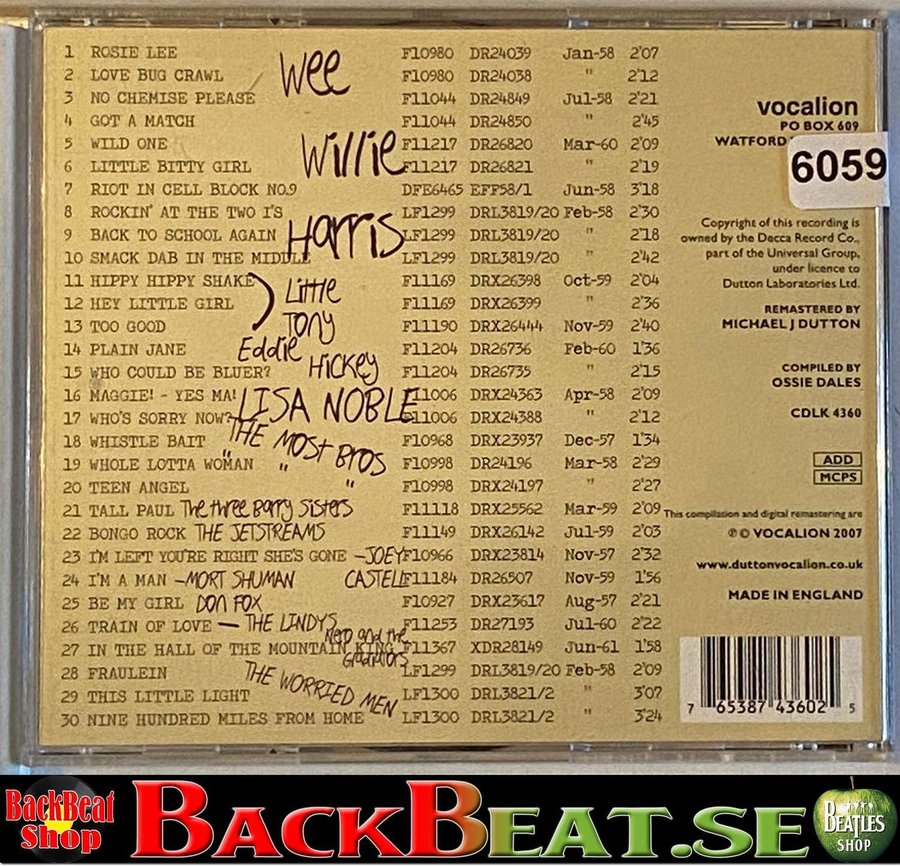 1 ROSIE LEE F10980 DR24039 Jan-58 2'07
2 LOVE BUG CRAWL F10980 DR24038 " 2'12
Wee
3 NO CHEMISE PLEASE F11044 DR24849 Jul-58 2'21
4 GOT A MATCH F11044 DR24850 " 2'45
5 WILD ONE F11217 DR26820 Mar-60 2'09
Willie
6 LITTLE BITTY GIRL F11217 DR26821 " 2'19
7 RIOT IN CELL BLOCK NO.9 DFE6465 EFF58/1 Jun-58 3'18
8 ROCKIN' AT THE TWO I'S LF1299 DRL3819/20 Feb-58 2'30
9 BACK TO SCHOOL AGAIN LF1299 DRL3819/20 " 2'18
Harris
10 SMACK DAB IN THE MIDDLE LF1299 DRL3819/20 " 2'42
11 HIPPY HIPPY SHAKE F11169 DRX26398 Oct-59 2'04
Little
12 HEY LITTLE GIRL F11169 DRX26399 " 2'36
13 TOO GOOD F11190 DRX26444 Nov-59 2'40
Tony
14 PLAIN JANE F11204 DR26736 Feb-60 1'36
Eddie
15 WHO COULD BE BLUER? F11204 DR26735 " 2'15
Hickey
16 MAGGIE! - YES MA! F11006 DRX24363 Apr-58 2'09
LISA NOBLE
17 WHO'S SORRY NOW? F11006 DRX24388 " 2'12
18 WHISTLE BAIT F10968 DRX23937 Dec-57 1'34
THE MOST BROS
19 WHOLE LOTTA WOMAN F10998 DR24196 Mar-58 2'29
" "
20 TEEN ANGEL " F10998 DRX24197 " 2'27
21 TALL PAUL The three Barry Sisters F11118 DRX25562 Mar-59 2'09
22 BONGO ROCK THE JETSTREAMS F11149 DRX26142 Jul-59 2'03
23 I'M LEFT YOU'RE RIGHT SHE'S GONE - JOEY F10966 DRX23814 Nov-57 2'32
24 I'M A MAN - MORT SHUMAN CASTELL F11184 DR26507 Nov-59 1'56
25 BE MY GIRL DON FOX F10927 DRX23617 Aug-57 2'21
26 TRAIN OF LOVE - THE LINDYS F11253 DR27193 Jul-60 2'22
Nero and the
27 IN THE HALL OF THE MOUNTAIN KING F11367 XDR28149 Jun-61 1'58
Gladiators
28 FRAULEIN LF1299 DRL3819/20 Feb-58 2'09
THE WORRIED MEN
29 THIS LITTLE LIGHT LF1300 DRL3821/2 " 3'07
30 NINE HUNDRED MILES FROM HOME LF1300 DRL3821/2 " 3'24
vocalion
PO BOX 609
WATFORD
6059
Copyright of this recording is
owned by the Decca Record Co.,
part of the Universal Group,
under licence to
Dutton Laboratories Ltd.
REMASTERED BY
MICHAEL J DUTTON
COMPILED BY
OSSIE DALES
CDLK 4360
ADD
MCPS
This compilation and digital remastering are
℗© VOCALION 2007
www.duttonvocalion.co.uk
MADE IN ENGLAND
7 65387 43602 5
BackBeat
Shop
BACKBEAT.SE
BEATLES
SHOP